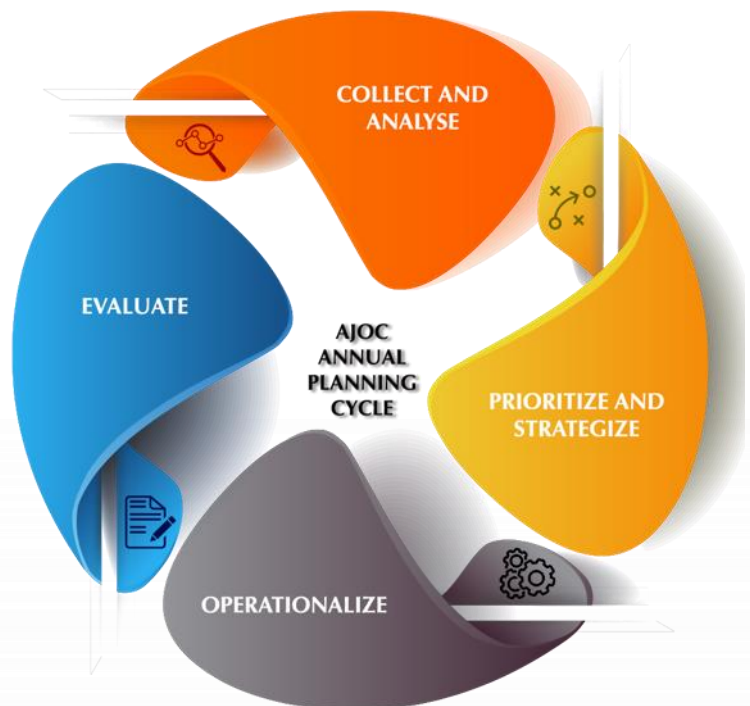 COLLECT AND
ANALYSE
EVALUATE
AJOC
ANNUAL
PLANNING
CYCLE
PRIORITIZE AND
STRATEGIZE
OPERATIONALIZE